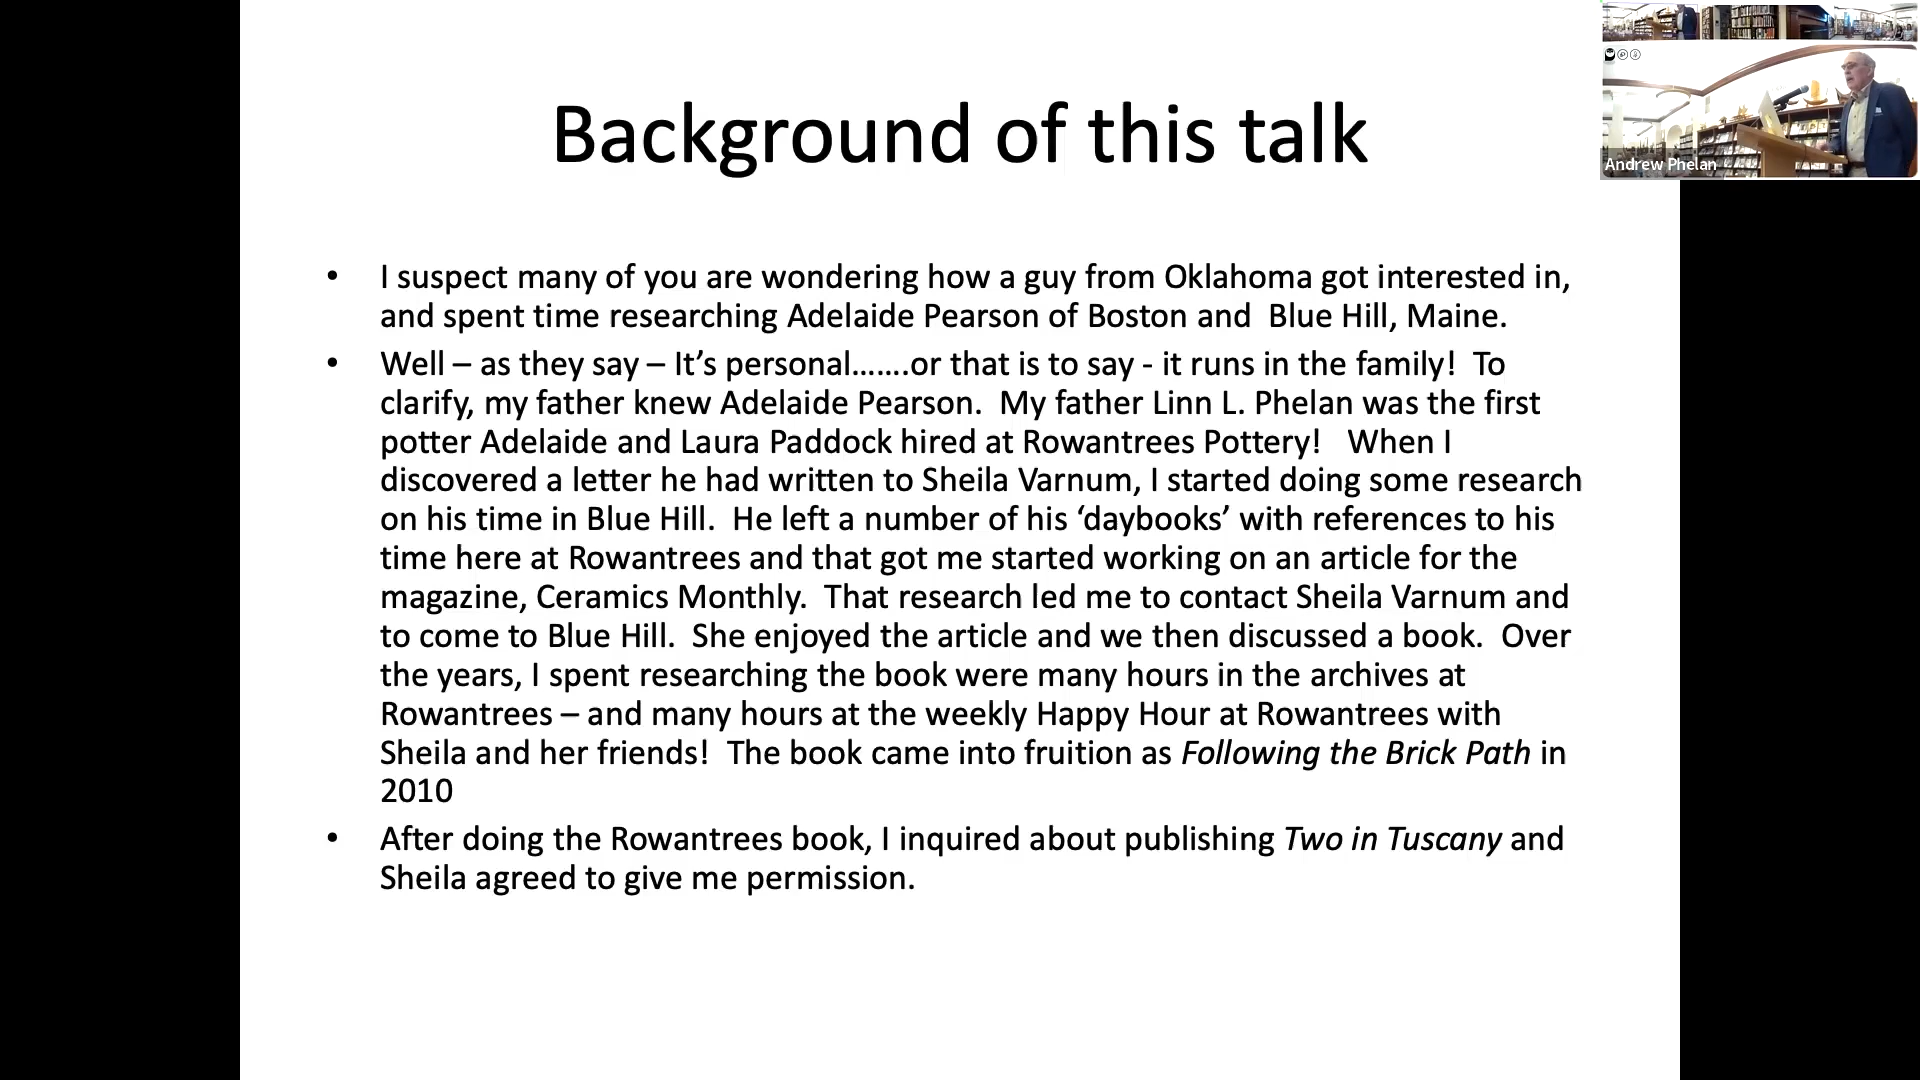 Background of this talk
Andrew Phelan
• I suspect many of you are wondering how a guy from Oklahoma got interested in,
and spent time researching Adelaide Pearson of Boston and  Blue Hill, Maine.
• Well – as they say – It’s personal…….or that is to say - it runs in the family!  To
clarify, my father knew Adelaide Pearson.  My father Linn L. Phelan was the first
potter Adelaide and Laura Paddock hired at Rowantrees Pottery!   When I
discovered a letter he had written to Sheila Varnum, I started doing some research
on his time in Blue Hill.  He left a number of his ‘daybooks’ with references to his
time here at Rowantrees and that got me started working on an article for the
magazine, Ceramics Monthly.  That research led me to contact Sheila Varnum and
to come to Blue Hill.  She enjoyed the article and we then discussed a book.  Over
the years, I spent researching the book were many hours in the archives at
Rowantrees – and many hours at the weekly Happy Hour at Rowantrees with
Sheila and her friends!  The book came into fruition as Following the Brick Path in
2010
• After doing the Rowantrees book, I inquired about publishing Two in Tuscany and
Sheila agreed to give me permission.